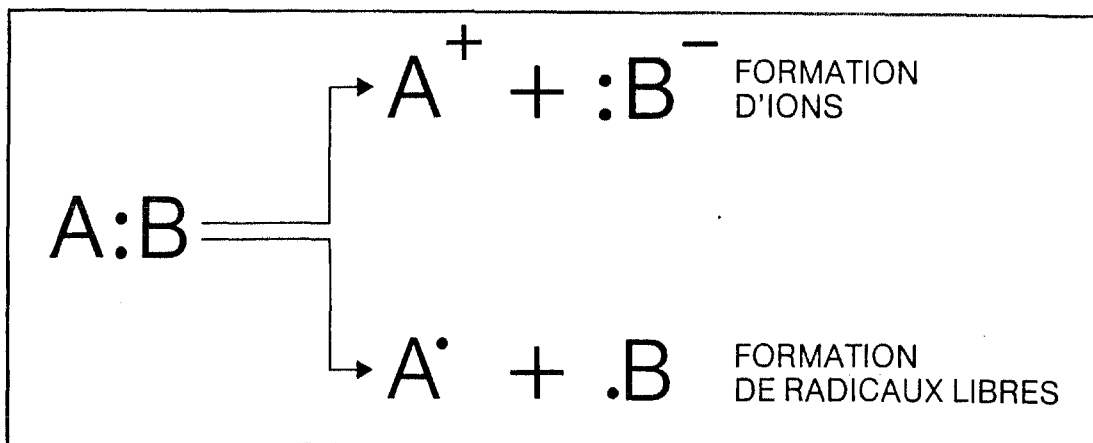 A⁺ + :B⁻ FORMATION
D'IONS
A:B
A˙ + .B FORMATION
DE RADICAUX LIBRES